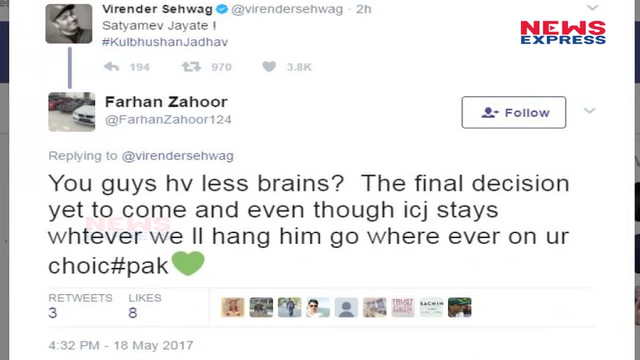 Virender Sehwag @virendersehwag · 2h
Satyamev Jayate !
#KulbhushanJadhav
194 970 3.8K
NEWS
EXPRESS
Farhan Zahoor
@FarhanZahoor124
Follow
Replying to @virendersehwag
You guys hv less brains? The final decision
yet to come and even though icj stays
whtever we ll hang him go where ever on ur
choic#pak💚
NEWS
RETWEETS LIKES
3 8
TRUST
SACHIN
4:32 PM - 18 May 2017